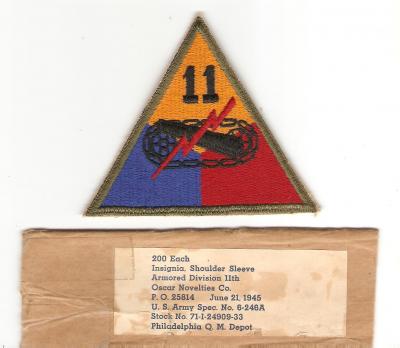 11
200 Each
Insignia, Shoulder Sleeve
Armored Division 11th
Oscar Novelties Co.
P. O. 25814 June 21, 1945
U. S. Army Spec. No. 6-246A
Stock No. 71-I-24909-33
Philadelphia Q. M. Depot